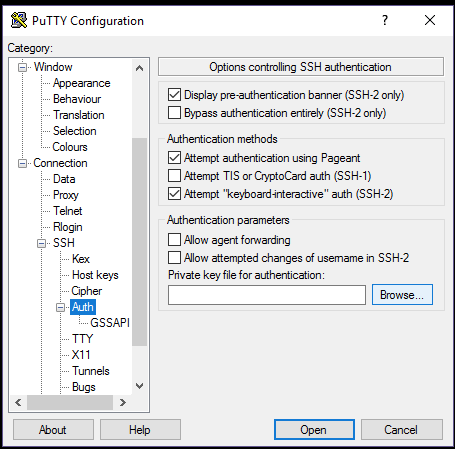 PuTTY Configuration
Category:
Window
Appearance
Behaviour
Translation
Selection
Colours
Connection
Data
Proxy
Telnet
Rlogin
SSH
Kex
Host keys
Cipher
Auth
GSSAPI
TTY
X11
Tunnels
Bugs
Options controlling SSH authentication
Display pre-authentication banner (SSH-2 only)
Bypass authentication entirely (SSH-2 only)
Authentication methods
Attempt authentication using Pageant
Attempt TIS or CryptoCard auth (SSH-1)
Attempt "keyboard-interactive" auth (SSH-2)
Authentication parameters
Allow agent forwarding
Allow attempted changes of username in SSH-2
Private key file for authentication:
Browse...
About
Help
Open
Cancel